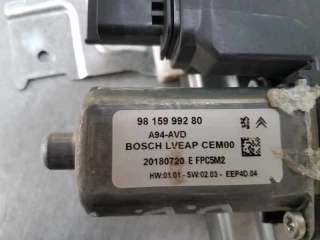 98 159 992 80
A94-AVD
BOSCH LVEAP CEM00
20180720 E FPC5M2
HW:01.01 - SW:02.03 - EEP4D.04